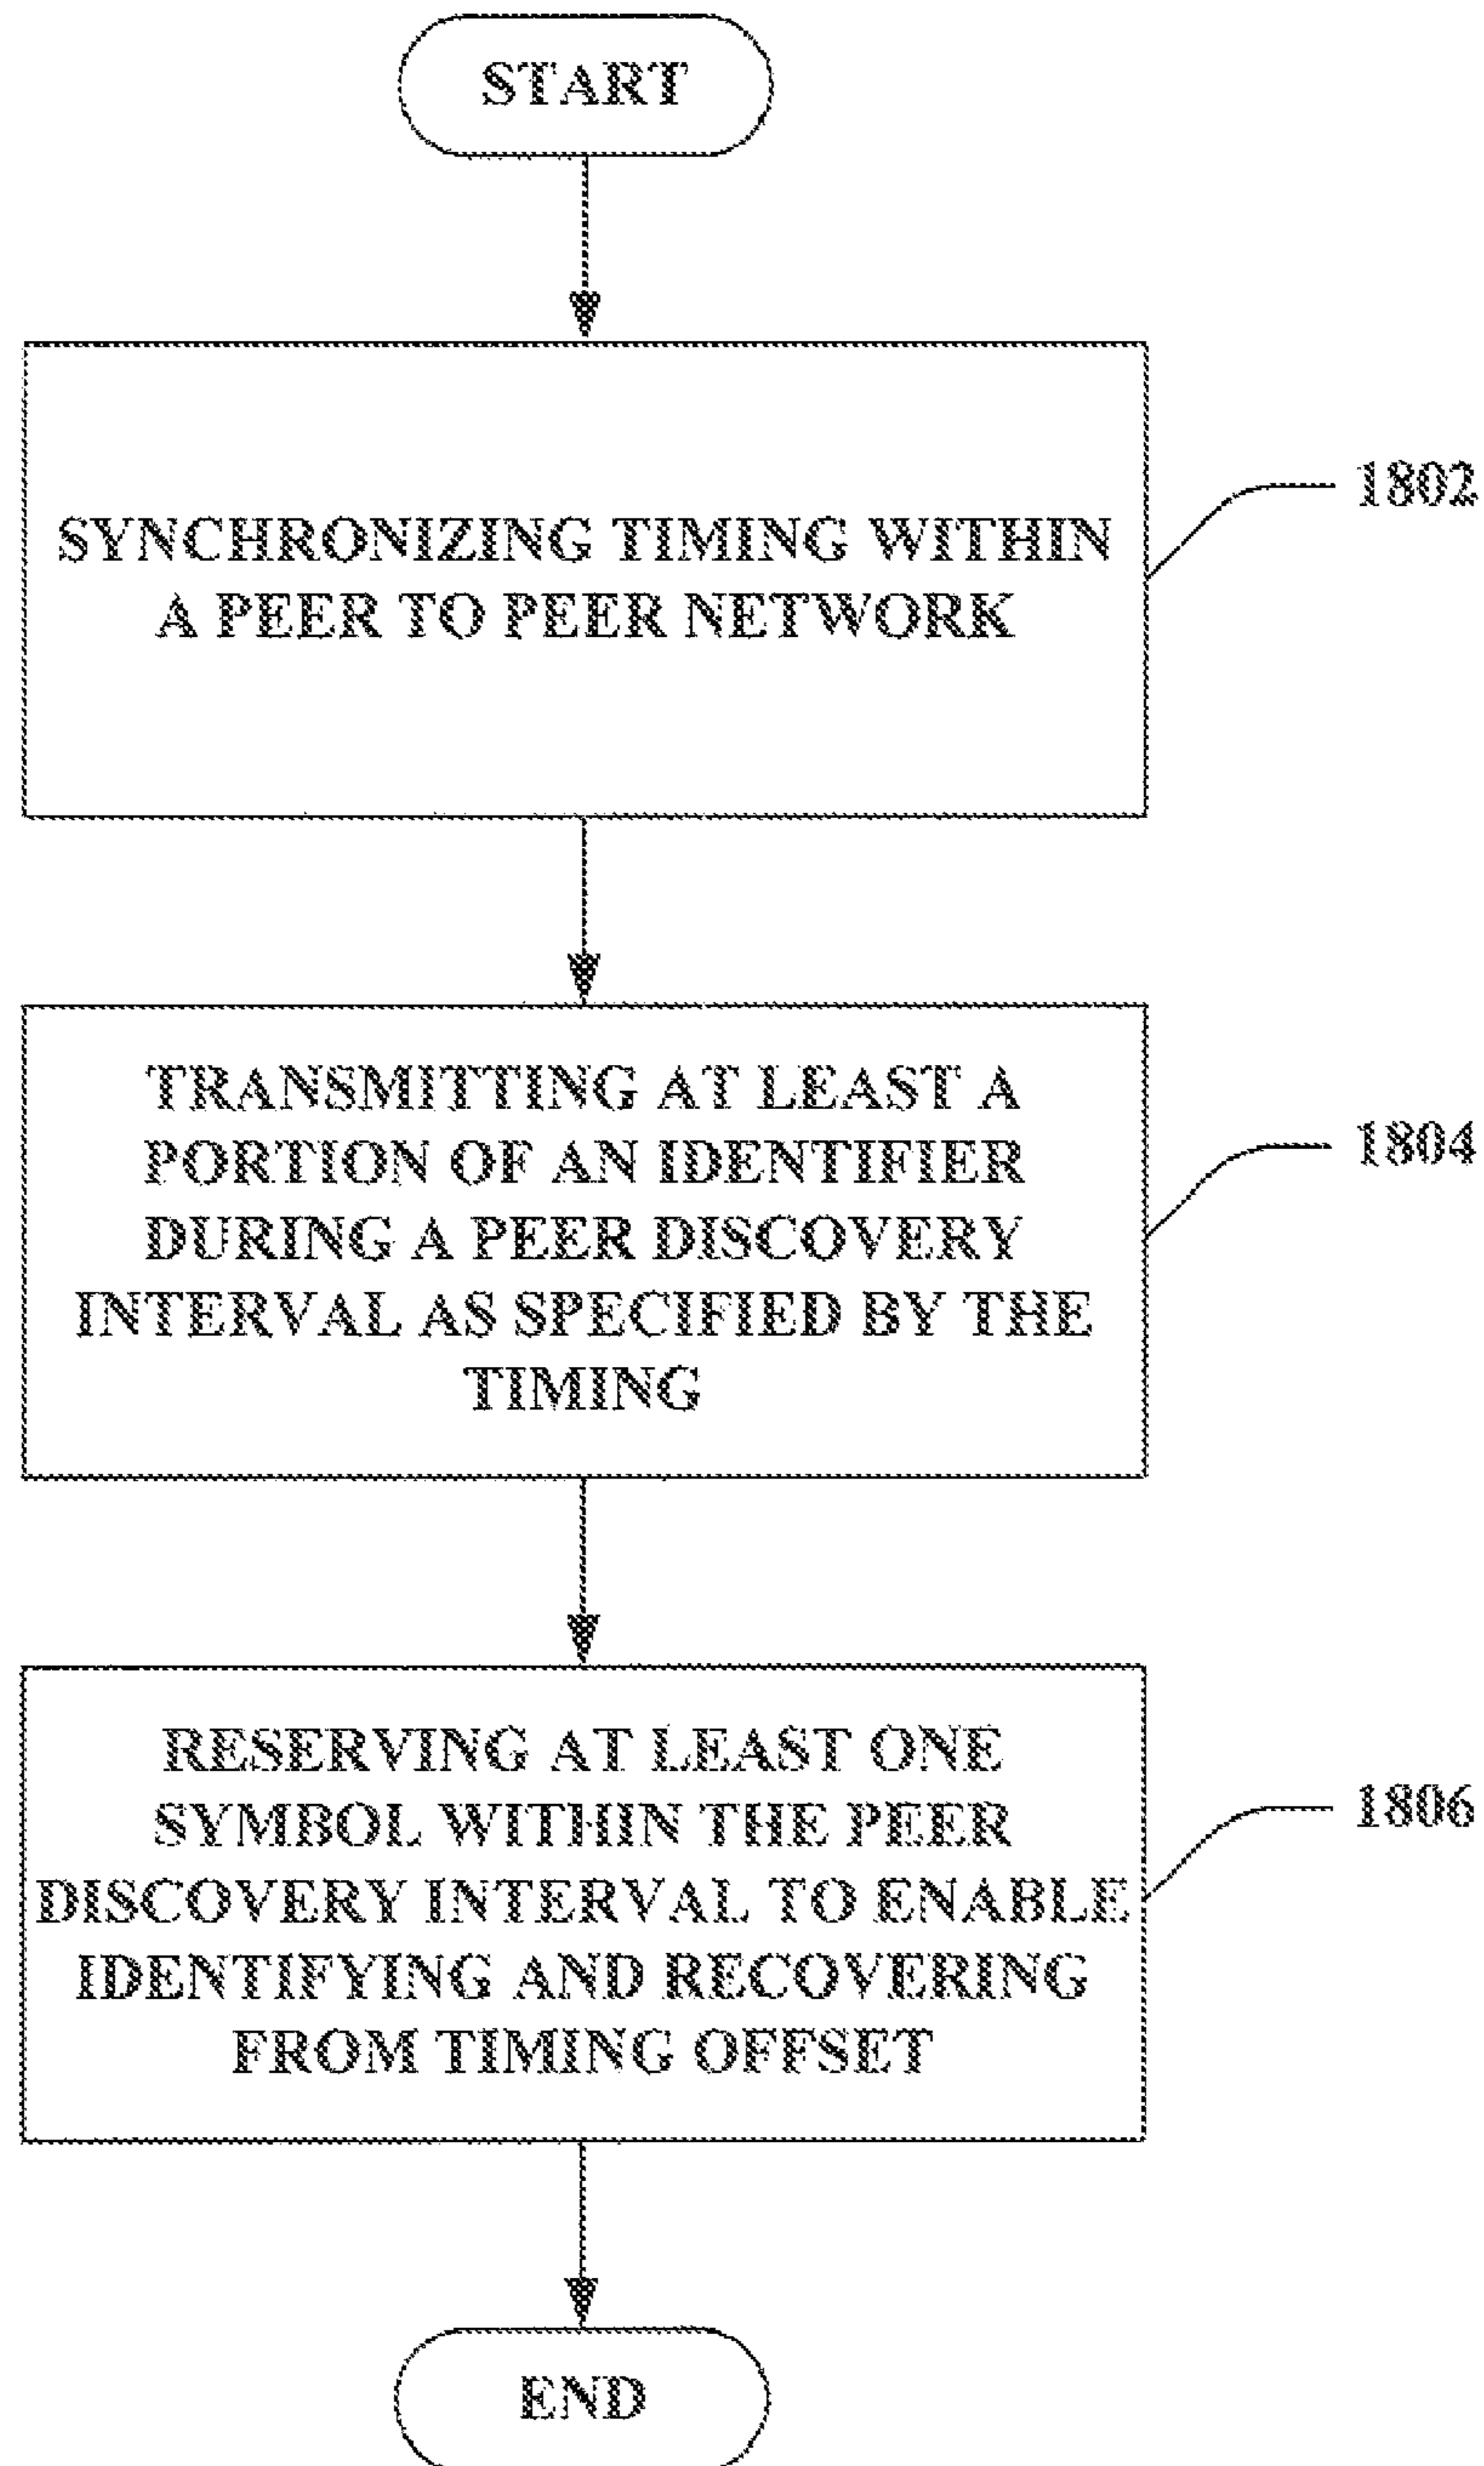 START
SYNCHRONIZING TIMING WITHIN
A PEER TO PEER NETWORK
1802
TRANSMITTING AT LEAST A
PORTION OF AN IDENTIFIER
DURING A PEER DISCOVERY
INTERVAL AS SPECIFIED BY THE
TIMING
1804
RESERVING AT LEAST ONE
SYMBOL WITHIN THE PEER
DISCOVERY INTERVAL TO ENABLE
IDENTIFYING AND RECOVERING
FROM TIMING OFFSET
1806
END